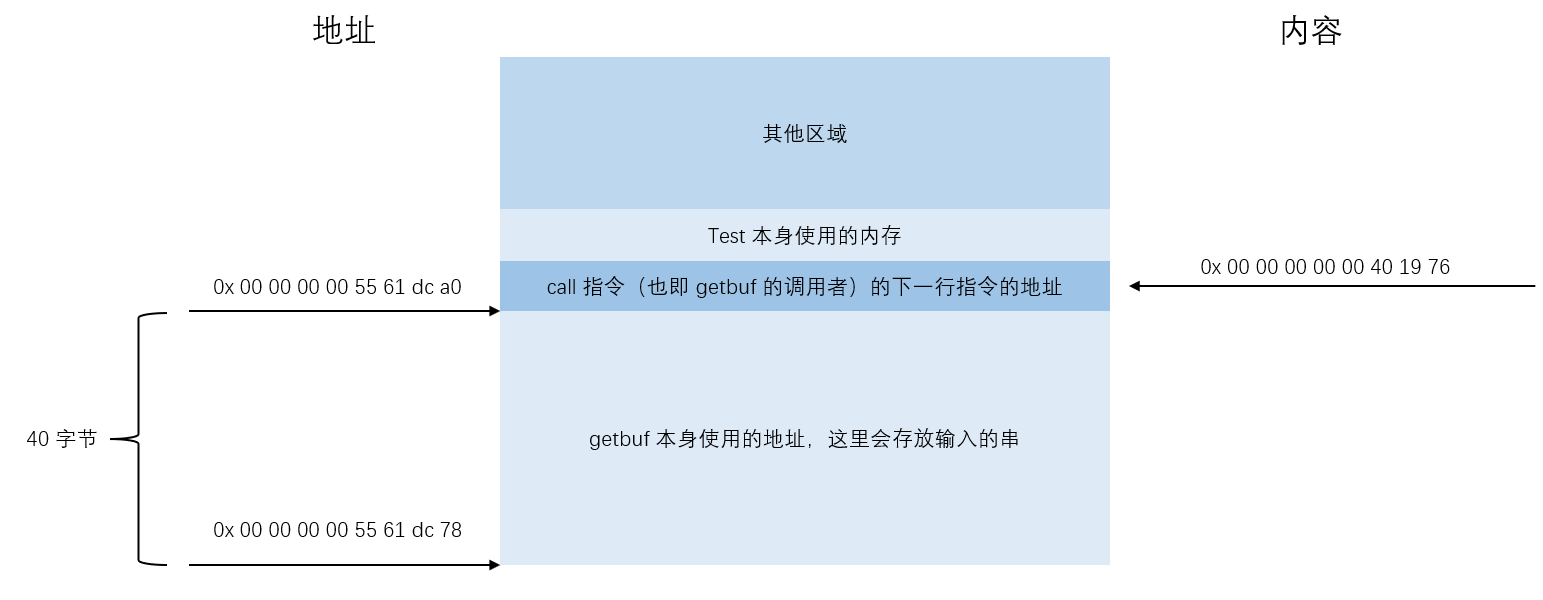 地址
内容
其他区域
Test 本身使用的内存
0x 00 00 00 00 00 40 19 76
0x 00 00 00 00 55 61 dc a0
call 指令（也即 getbuf 的调用者）的下一行指令的地址
40 字节
getbuf 本身使用的地址，这里会存放输入的串
0x 00 00 00 00 55 61 dc 78